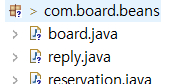 > com.board.beans
> board.java
> reply.java
> reservation.java